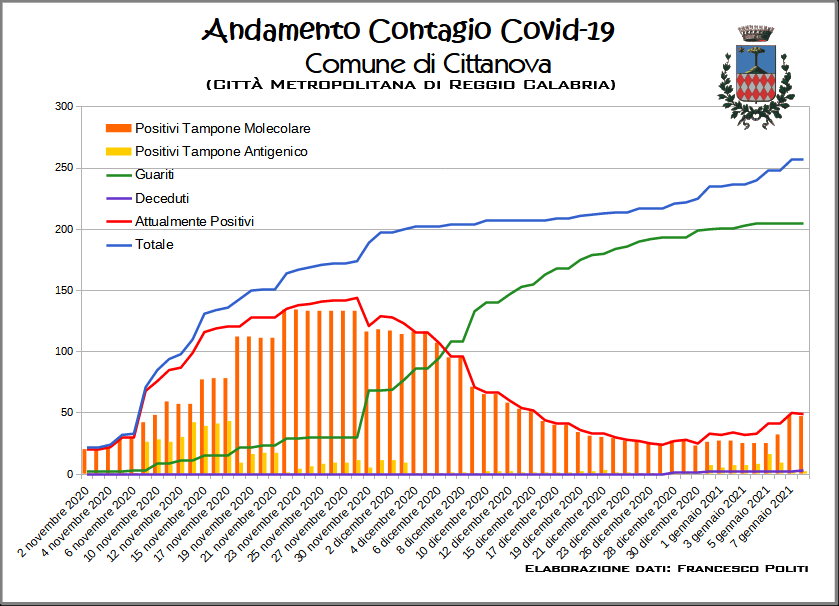 Andamento Contagio CoVid-19
Comune di Cittanova
(Città Metropolitana di Reggio Calabria)
300
250
200
150
100
50
0
Positivi Tampone Molecolare
Positivi Tampone Antigenico
Guariti
Deceduti
Attualmente Positivi
Totale
2 novembre 2020
4 novembre 2020
6 novembre 2020
10 novembre 2020
12 novembre 2020
15 novembre 2020
17 novembre 2020
19 novembre 2020
21 novembre 2020
23 novembre 2020
25 novembre 2020
27 novembre 2020
30 novembre 2020
2 dicembre 2020
4 dicembre 2020
6 dicembre 2020
8 dicembre 2020
10 dicembre 2020
12 dicembre 2020
15 dicembre 2020
17 dicembre 2020
19 dicembre 2020
21 dicembre 2020
23 dicembre 2020
26 dicembre 2020
28 dicembre 2020
30 dicembre 2020
1 gennaio 2021
3 gennaio 2021
5 gennaio 2021
7 gennaio 2021
Elaborazione dati: Francesco Politi